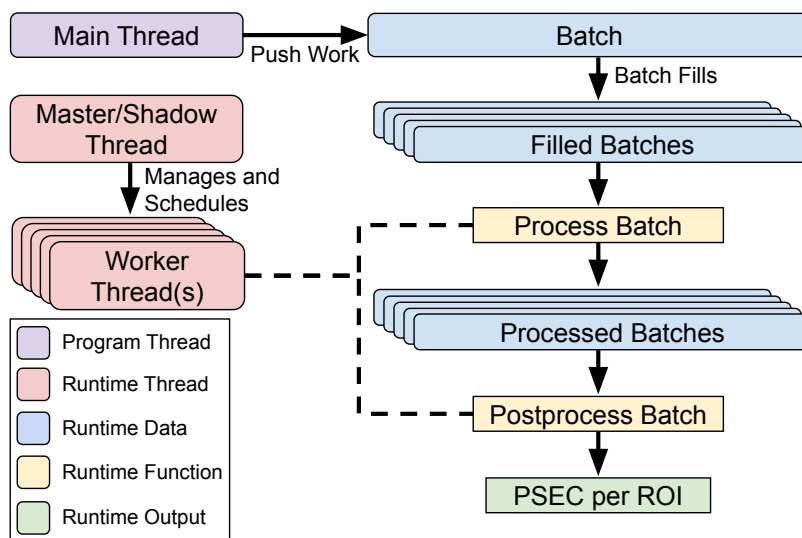 Main Thread
Push Work
Batch
Batch Fills
Master/Shadow
Thread
Filled Batches
Manages and
Schedules
Process Batch
Worker
Thread(s)
Processed Batches
Program Thread
Runtime Thread
Postprocess Batch
Runtime Data
Runtime Function
PSEC per ROI
Runtime Output